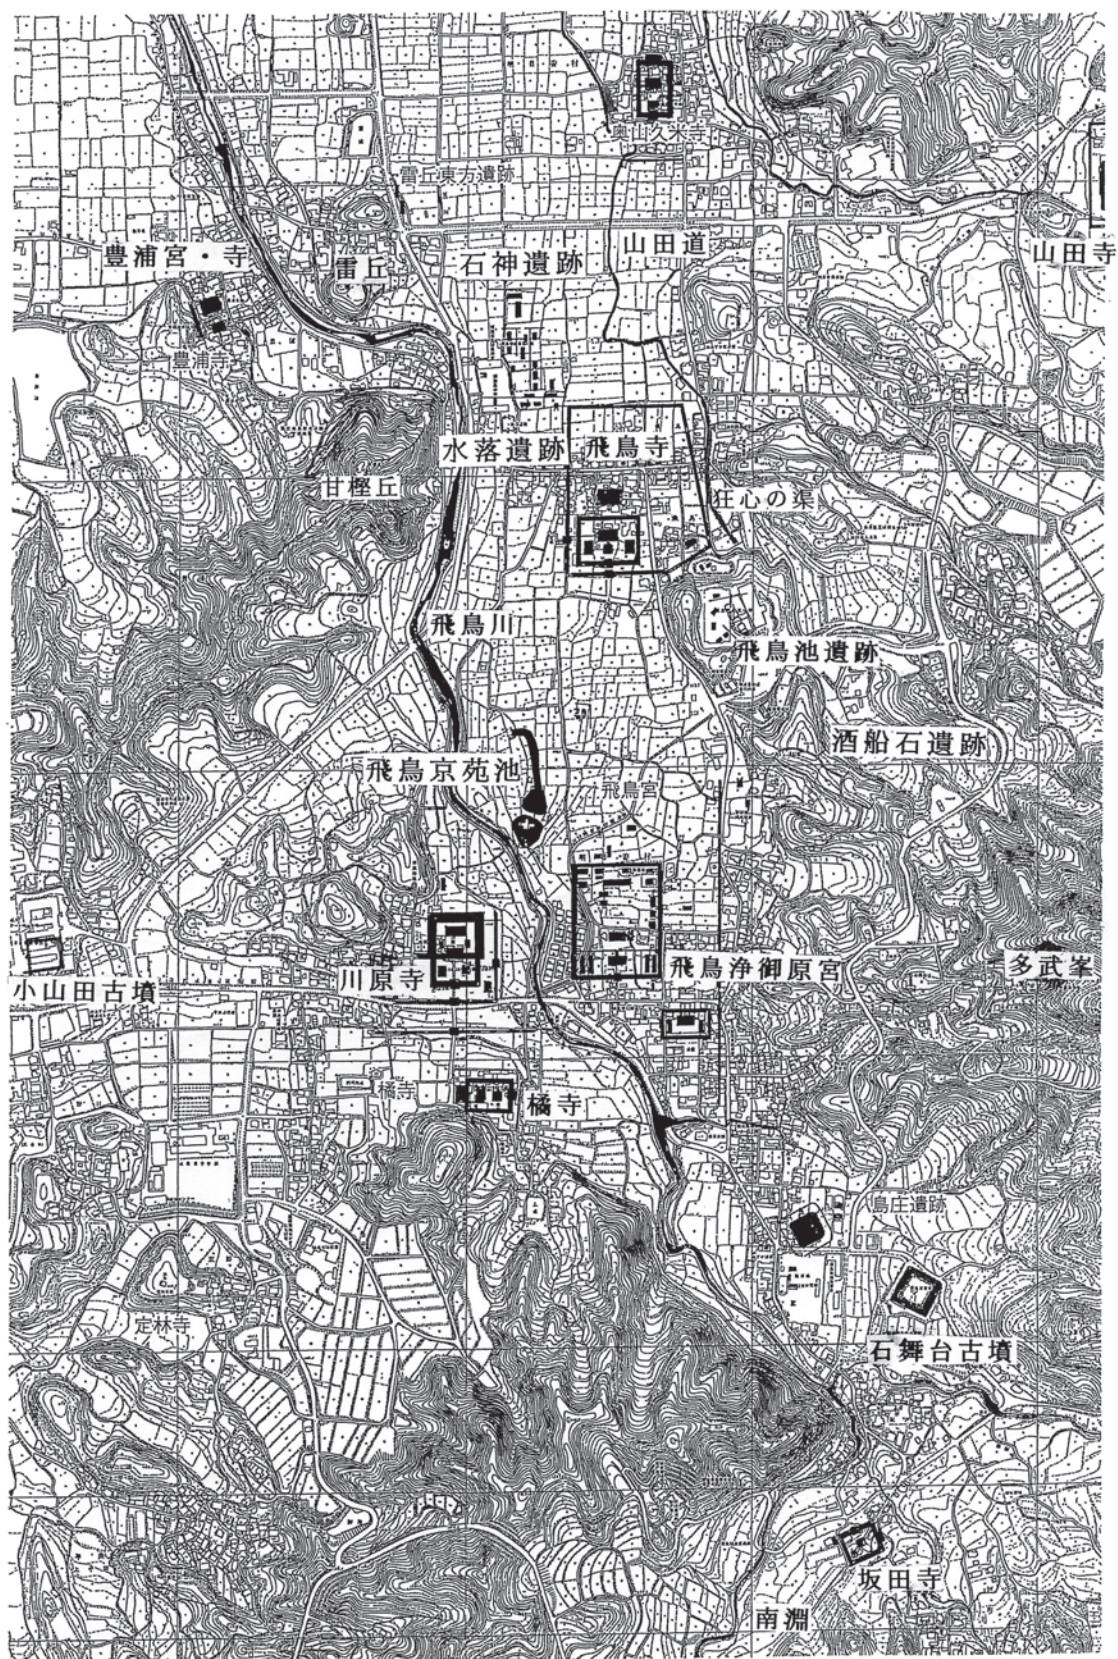 奥山久米寺
雷丘東方遺跡
豊浦宮・寺
雷丘
石神遺跡
山田道
山田寺
豊浦寺
水落遺跡
飛鳥寺
甘樫丘
狂心の渠
飛鳥川
飛鳥池遺跡
酒船石遺跡
飛鳥京苑池
飛鳥宮
飛鳥浄御原宮
多武峯
川原寺
小山田古墳
橘寺
橘寺
島庄遺跡
定林寺
石舞台古墳
坂田寺
南淵